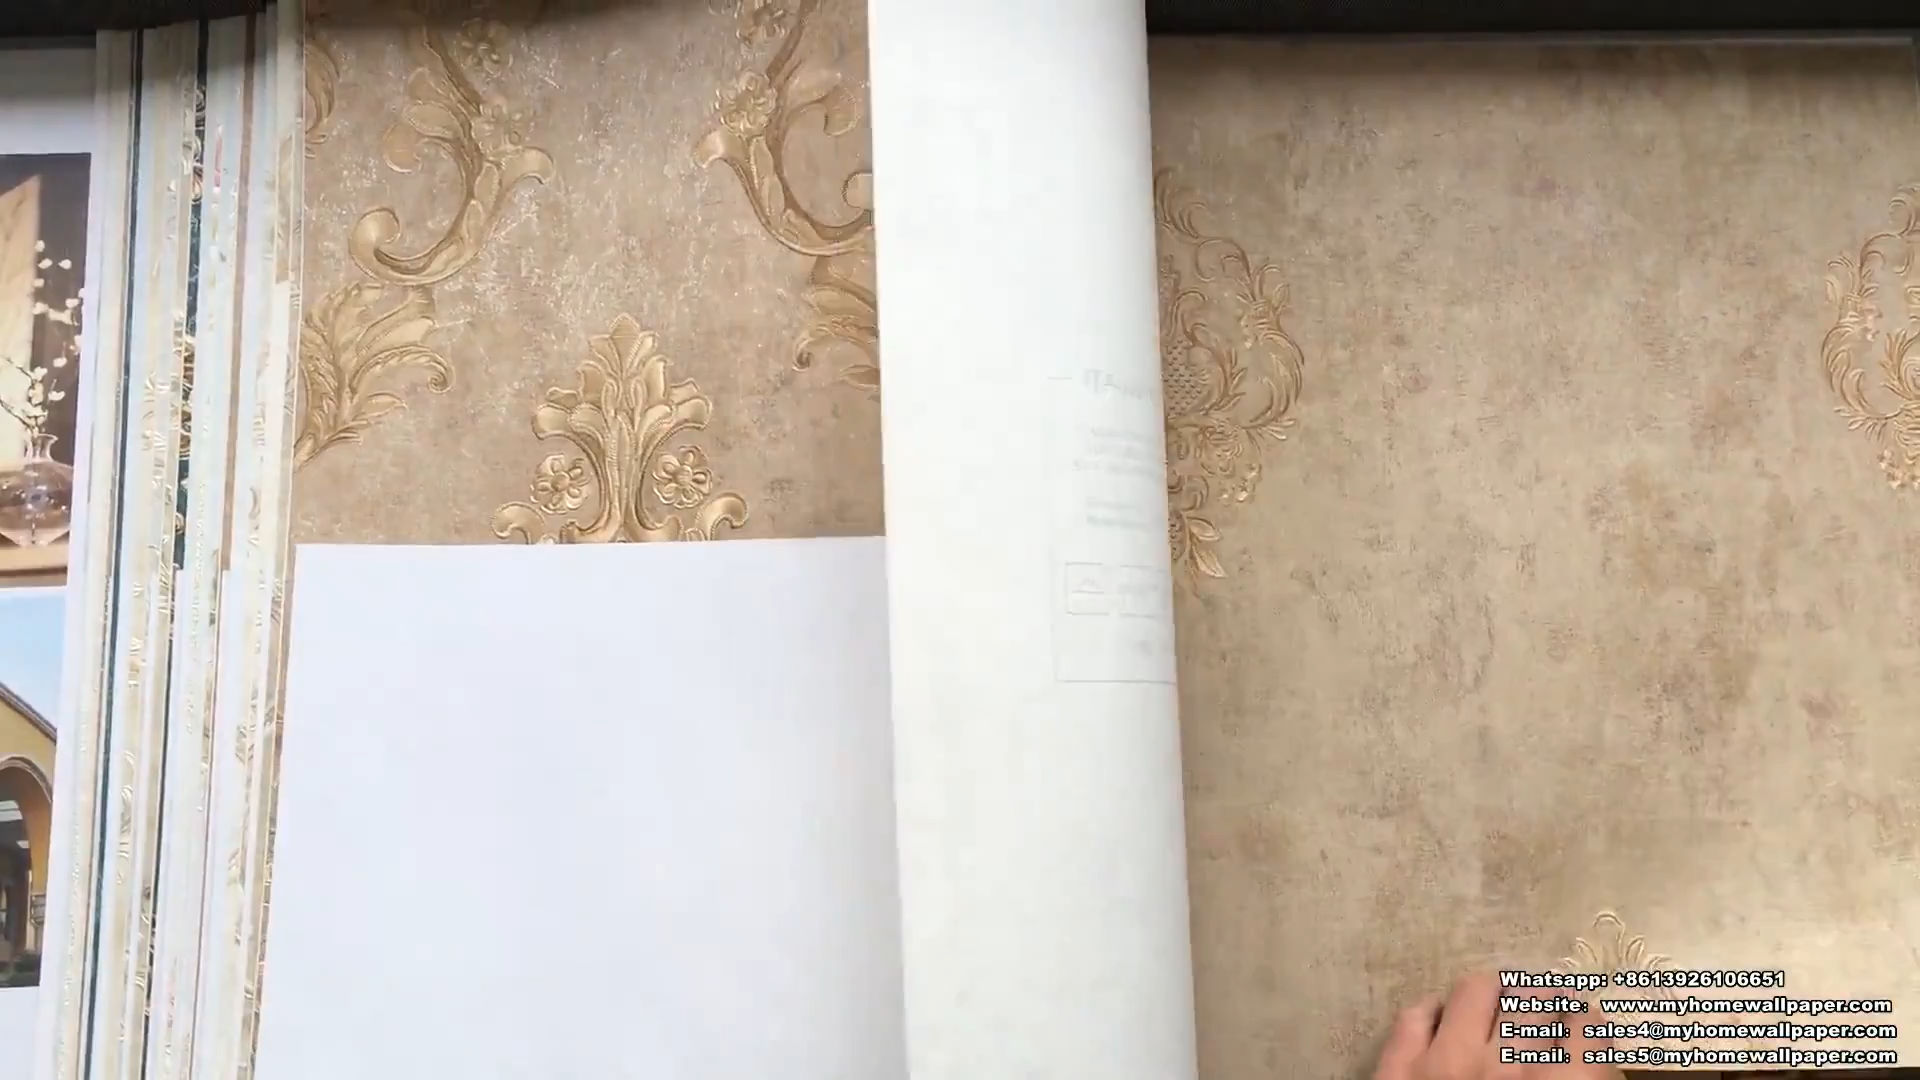 Whatsapp: +8613926106651
Website: www.myhomewallpaper.com
E-mail: sales4@myhomewallpaper.com
E-mail: sales5@myhomewallpaper.com